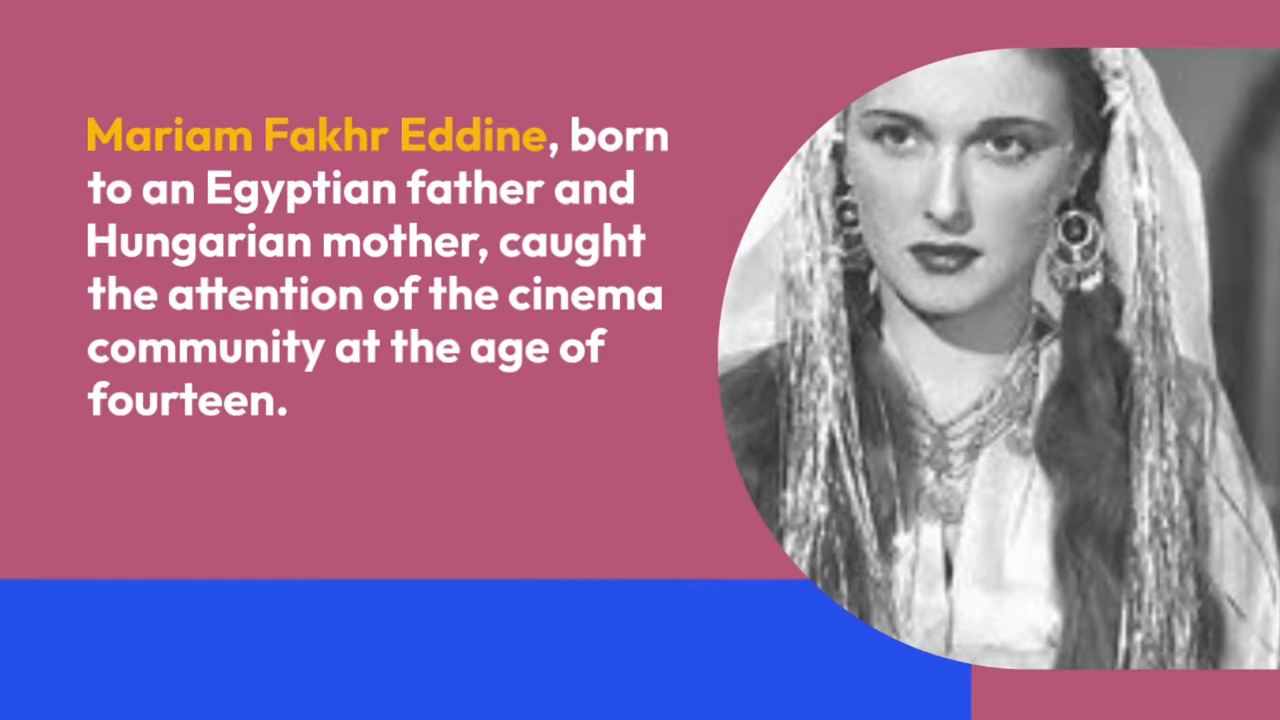 Mariam Fakhr Eddine, born
to an Egyptian father and
Hungarian mother, caught
the attention of the cinema
community at the age of
fourteen.